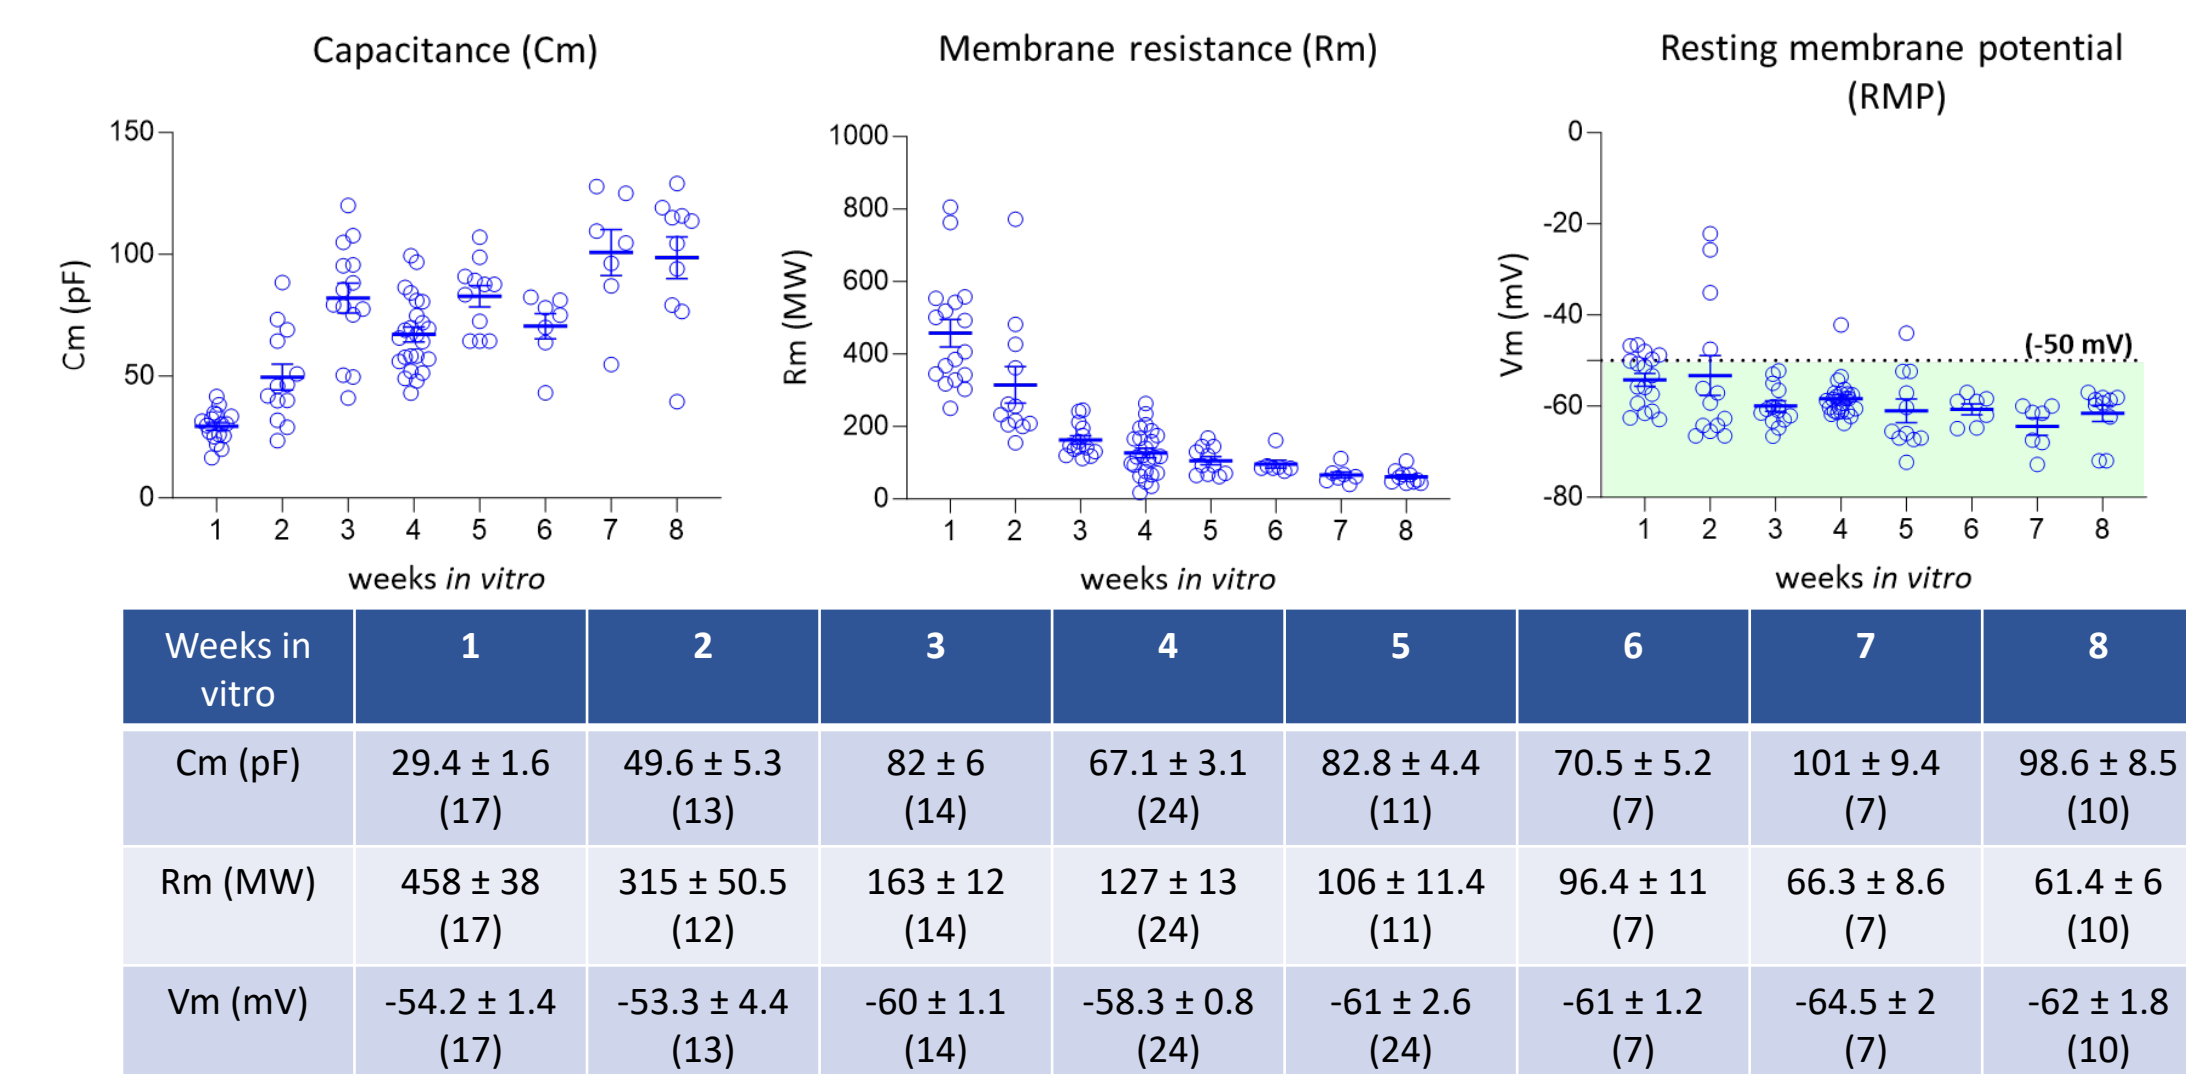 Capacitance (Cm)
150
100
50
0
Cm (pF)
1 2 3 4 5 6 7 8
weeks in vitro
Membrane resistance (Rm)
1000
800
600
400
200
0
Rm (MW)
1 2 3 4 5 6 7 8
weeks in vitro
Resting membrane potential
(RMP)
0
-20
-40
-60
-80
Vm (mV)
(-50 mV)
1 2 3 4 5 6 7 8
weeks in vitro
Weeks in
vitro
1 2 3 4 5 6 7 8
Cm (pF) 29.4 ± 1.6 49.6 ± 5.3 82 ± 6 67.1 ± 3.1 82.8 ± 4.4 70.5 ± 5.2 101 ± 9.4 98.6 ± 8.5
(17) (13) (14) (24) (11) (7) (7) (10)
Rm (MW) 458 ± 38 315 ± 50.5 163 ± 12 127 ± 13 106 ± 11.4 96.4 ± 11 66.3 ± 8.6 61.4 ± 6
(17) (12) (14) (24) (11) (7) (7) (10)
Vm (mV) -54.2 ± 1.4 -53.3 ± 4.4 -60 ± 1.1 -58.3 ± 0.8 -61 ± 2.6 -61 ± 1.2 -64.5 ± 2 -62 ± 1.8
(17) (13) (14) (24) (24) (7) (7) (10)